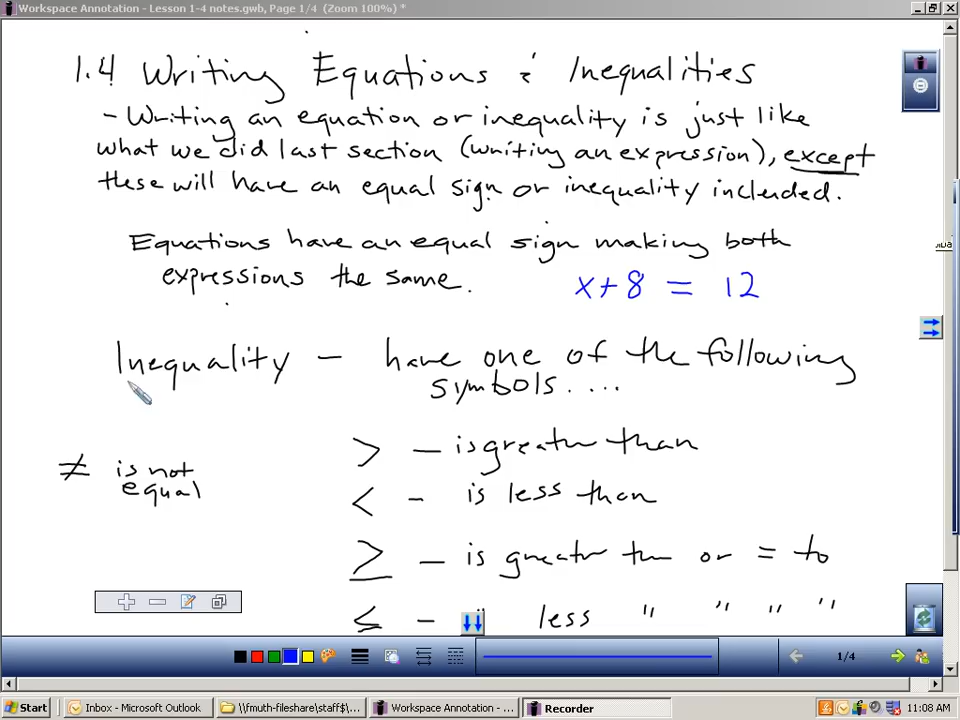 Workspace Annotation - Lesson 1-4 notes.gwb, Page 1/4 (Zoom 100%) *
1.4 Writing Equations & Inequalities
- Writing an equation or inequality is just like
what we did last section (writing an expression), except
these will have an equal sign or inequality included.
Equations have an equal sign making both
expressions the same.
x+8 = 12
Inequality - have one of the following
symbols....
> - is greater than
≠ is not
equal
< - is less than
≥ - is greater than or = to
≤ - " less " " " "
1/4
Start
Inbox - Microsoft Outlook
\\fmuth-fileshare\staff$\...
Workspace Annotation - ...
Recorder
11:08 AM